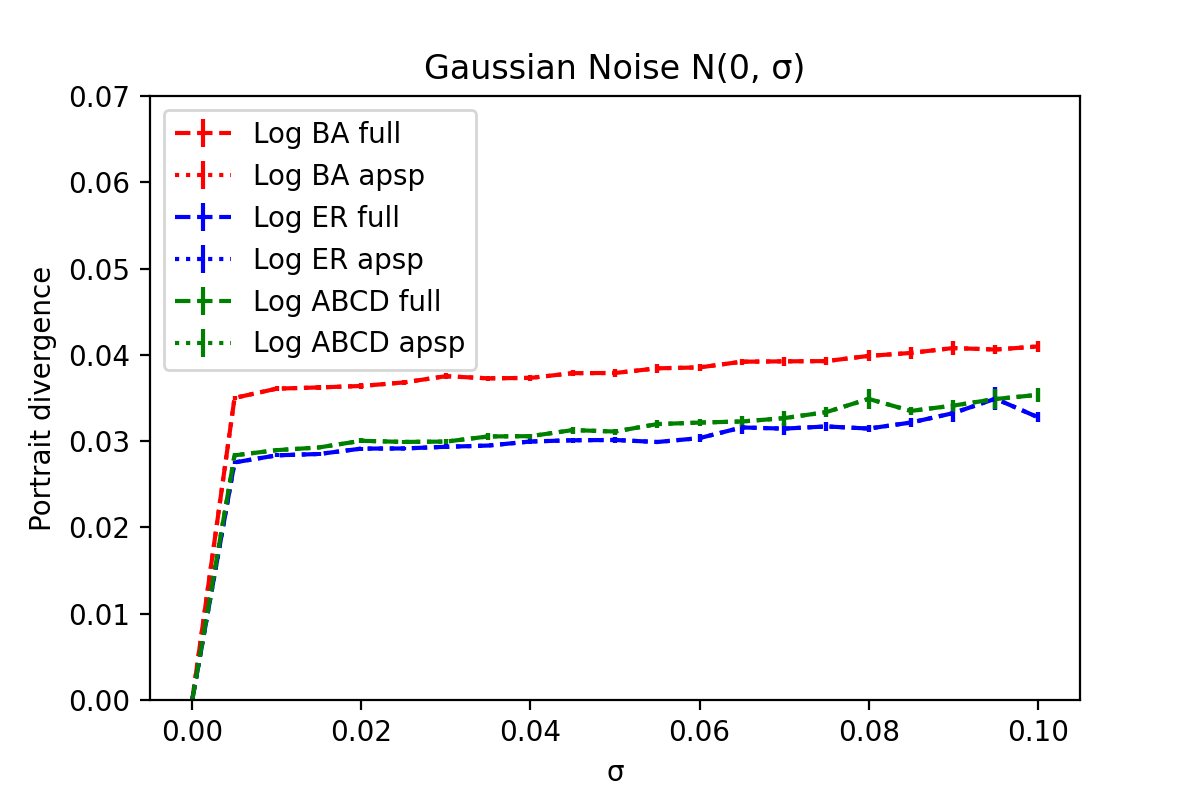 Gaussian Noise N(0, σ)
0.07
0.06
0.05
0.04
0.03
0.02
0.01
0.00
Portrait divergence
Log BA full
Log BA apsp
Log ER full
Log ER apsp
Log ABCD full
Log ABCD apsp
0.00 0.02 0.04 0.06 0.08 0.10
σ